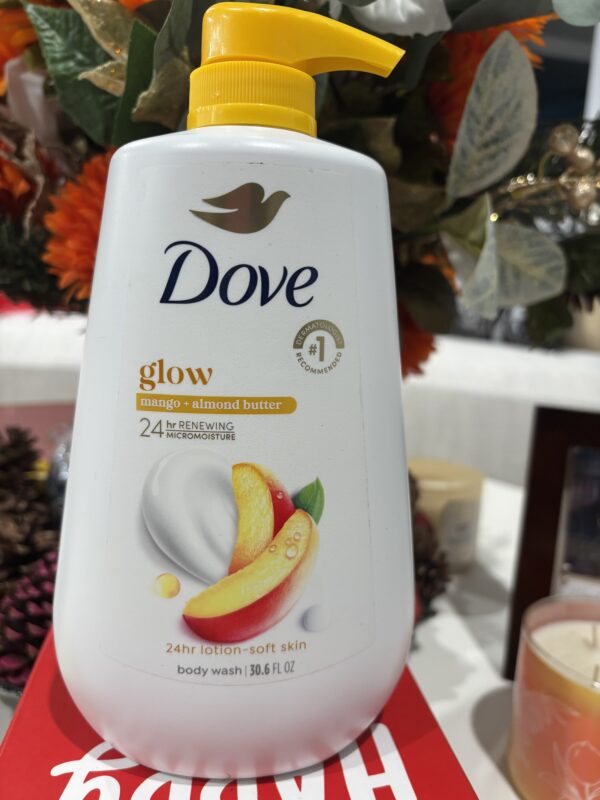 Dove
DERMATOLOGIST
#1
RECOMMENDED
glow
mango + almond butter
24 hr RENEWING
MICROMOISTURE
24hr lotion-soft skin
body wash | 30.6 FL OZ
Happy